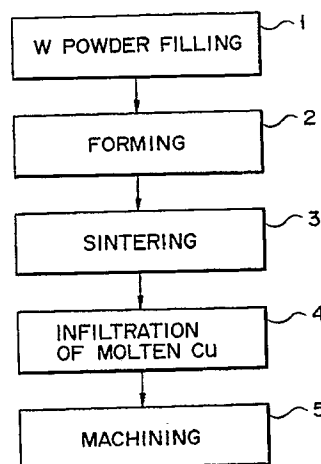 1
W POWDER FILLING
2
FORMING
3
SINTERING
4
INFILTRATION
OF MOLTEN Cu
5
MACHINING